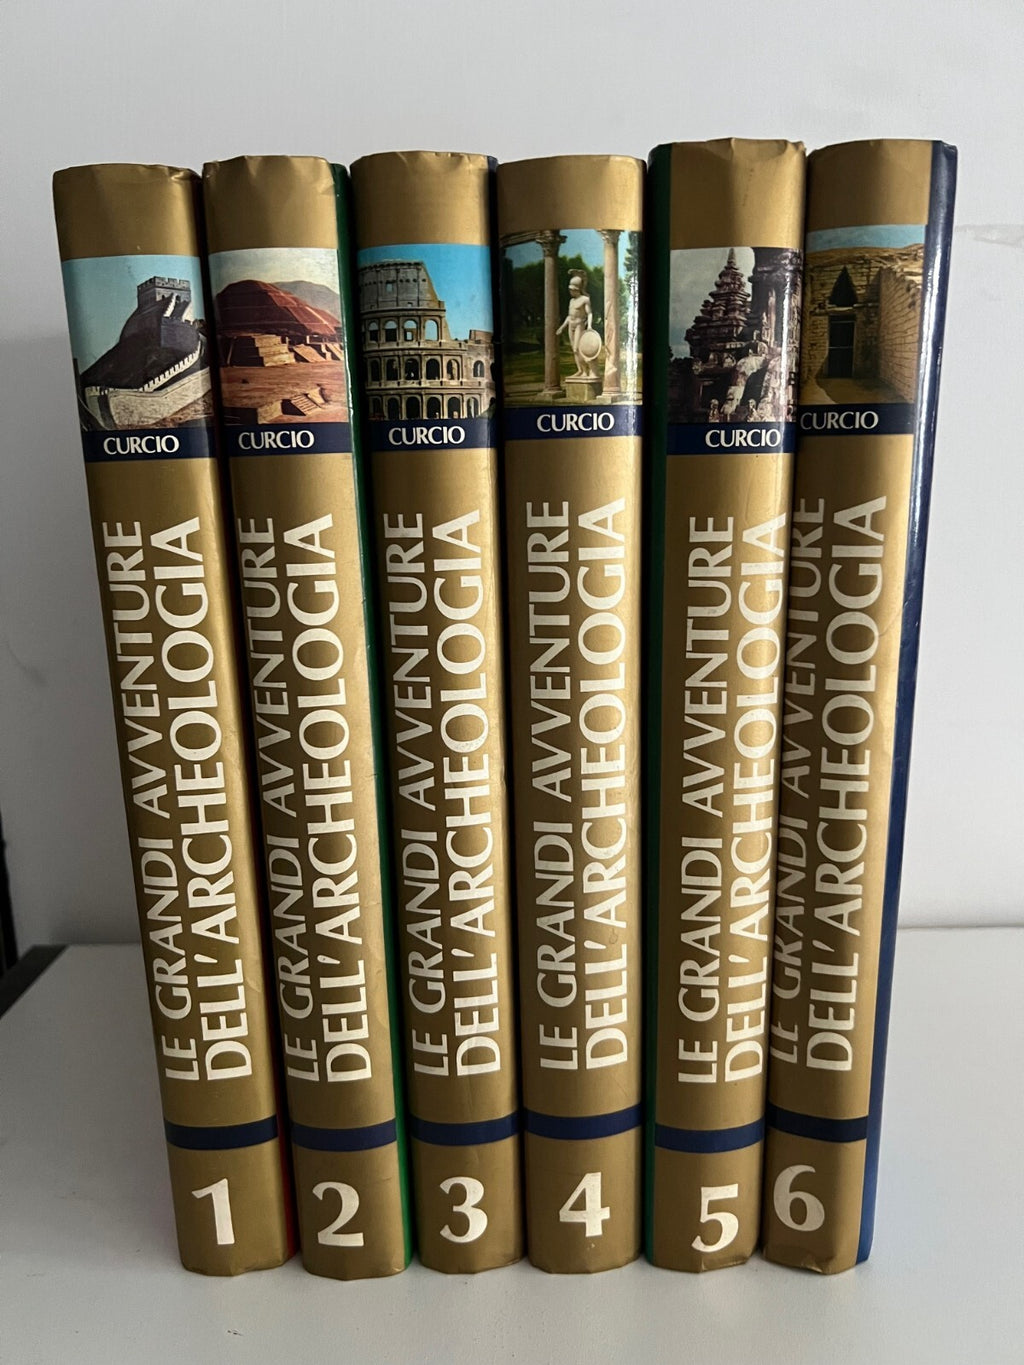 CURCIO
LE GRANDI AVVENTURE
DELL'ARCHEOLOGIA
1
CURCIO
LE GRANDI AVVENTURE
DELL'ARCHEOLOGIA
2
CURCIO
LE GRANDI AVVENTURE
DELL'ARCHEOLOGIA
3
CURCIO
LE GRANDI AVVENTURE
DELL'ARCHEOLOGIA
4
CURCIO
LE GRANDI AVVENTURE
DELL'ARCHEOLOGIA
5
CURCIO
LE GRANDI AVVENTURE
DELL'ARCHEOLOGIA
6